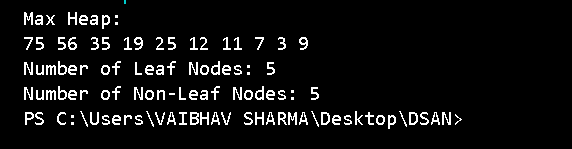 Max Heap:
75 56 35 19 25 12 11 7 3 9
Number of Leaf Nodes: 5
Number of Non-Leaf Nodes: 5
PS C:\Users\VAIBHAV SHARMA\Desktop\DSAN>